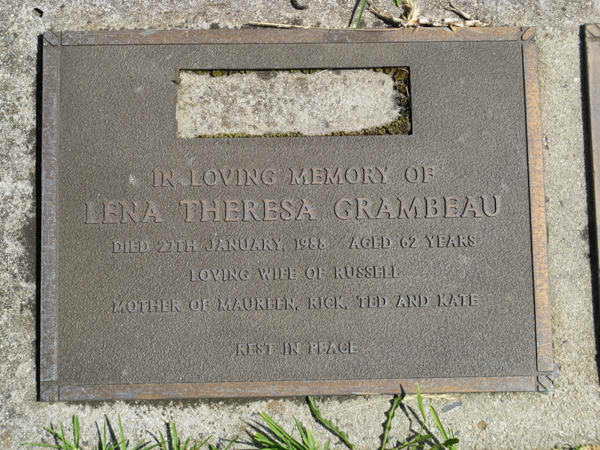 IN LOVING MEMORY OF
LENA THERESA GRAMBEAU
DIED 27TH JANUARY, 1988 AGED 62 YEARS
LOVING WIFE OF RUSSELL
MOTHER OF MAUREEN, RICK, TED AND KATE
REST IN PEACE